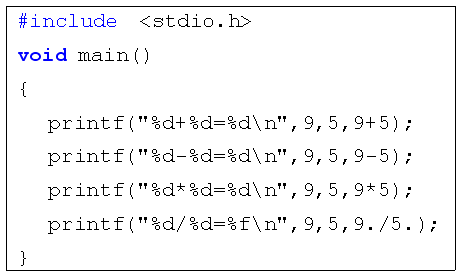 #include <stdio.h>
void main()
{
printf("%d+%d=%d\n",9,5,9+5);
printf("%d-%d=%d\n",9,5,9-5);
printf("%d*%d=%d\n",9,5,9*5);
printf("%d/%d=%f\n",9,5,9./5.);
}